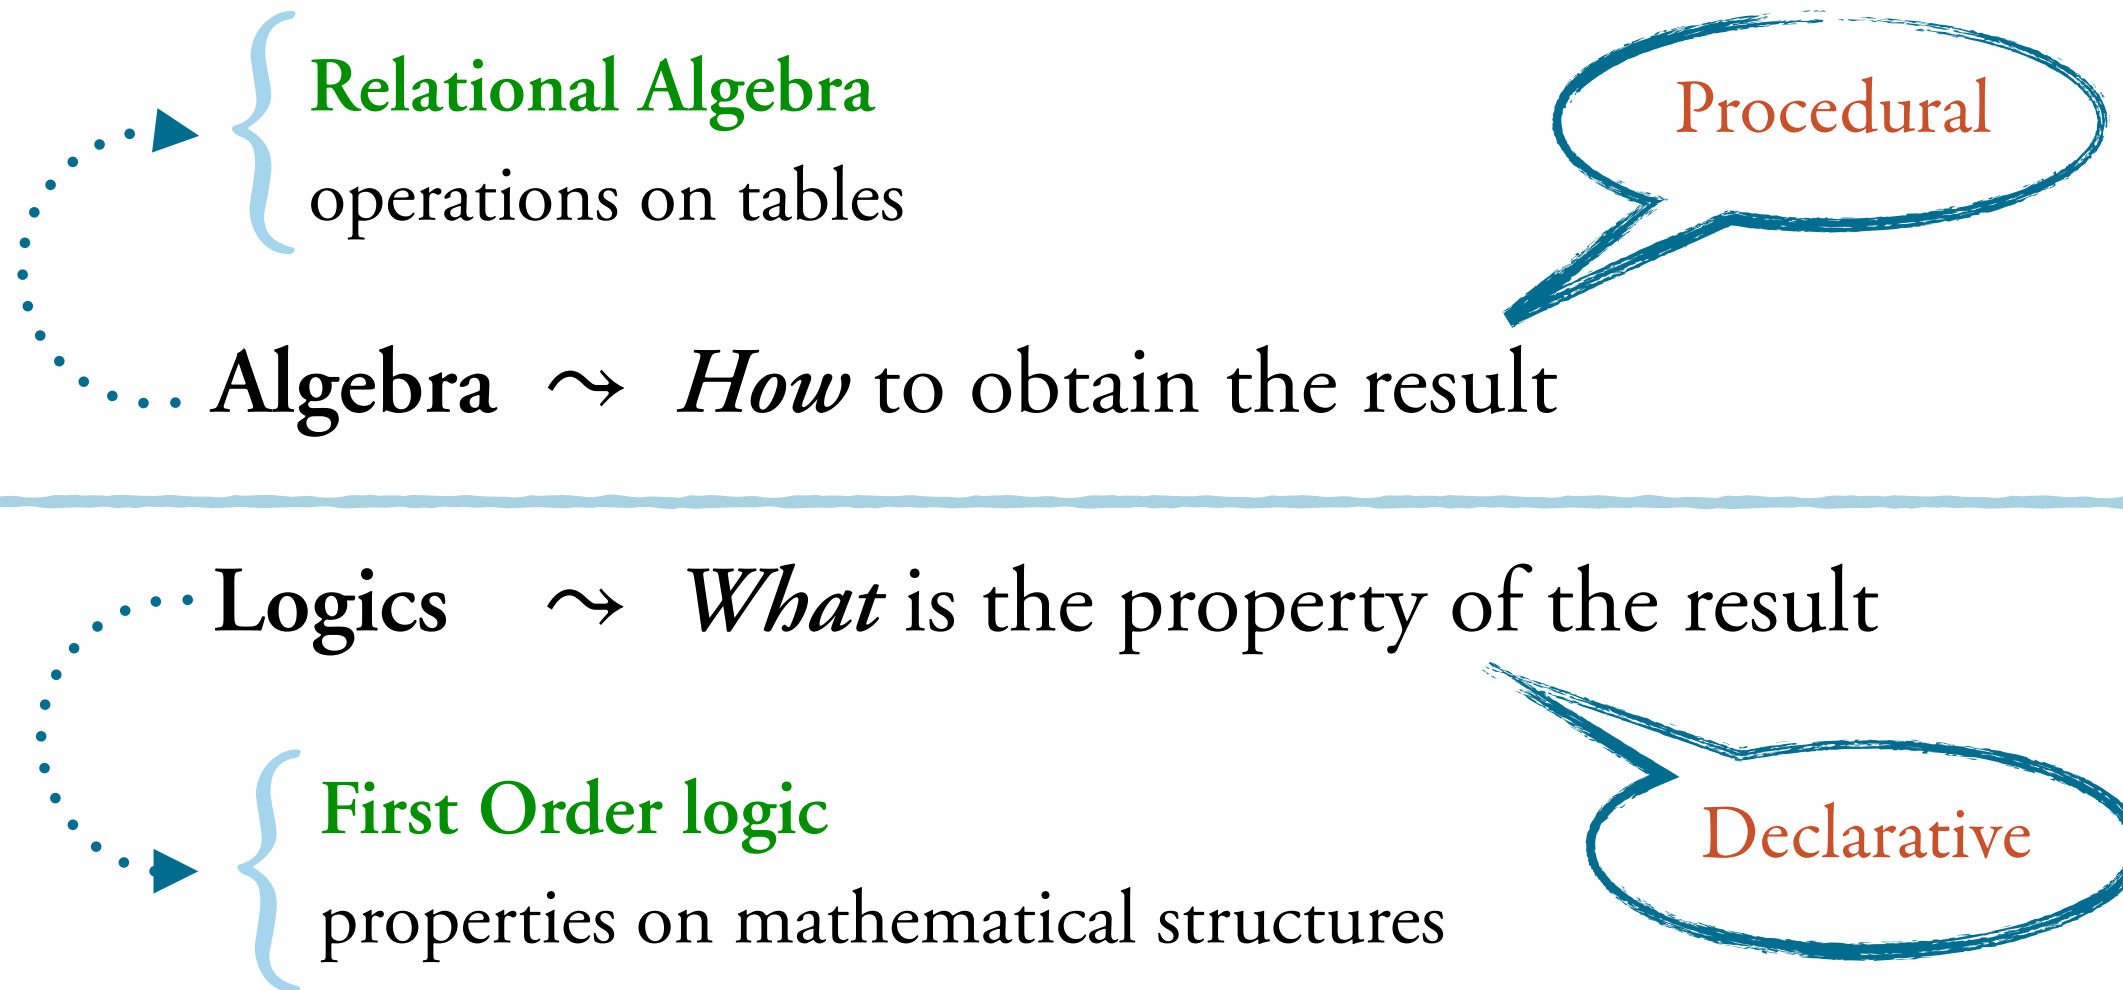 Relational Algebra
operations on tables
Procedural
Algebra ⤳ How to obtain the result
Logics ⤳ What is the property of the result
First Order logic
properties on mathematical structures
Declarative